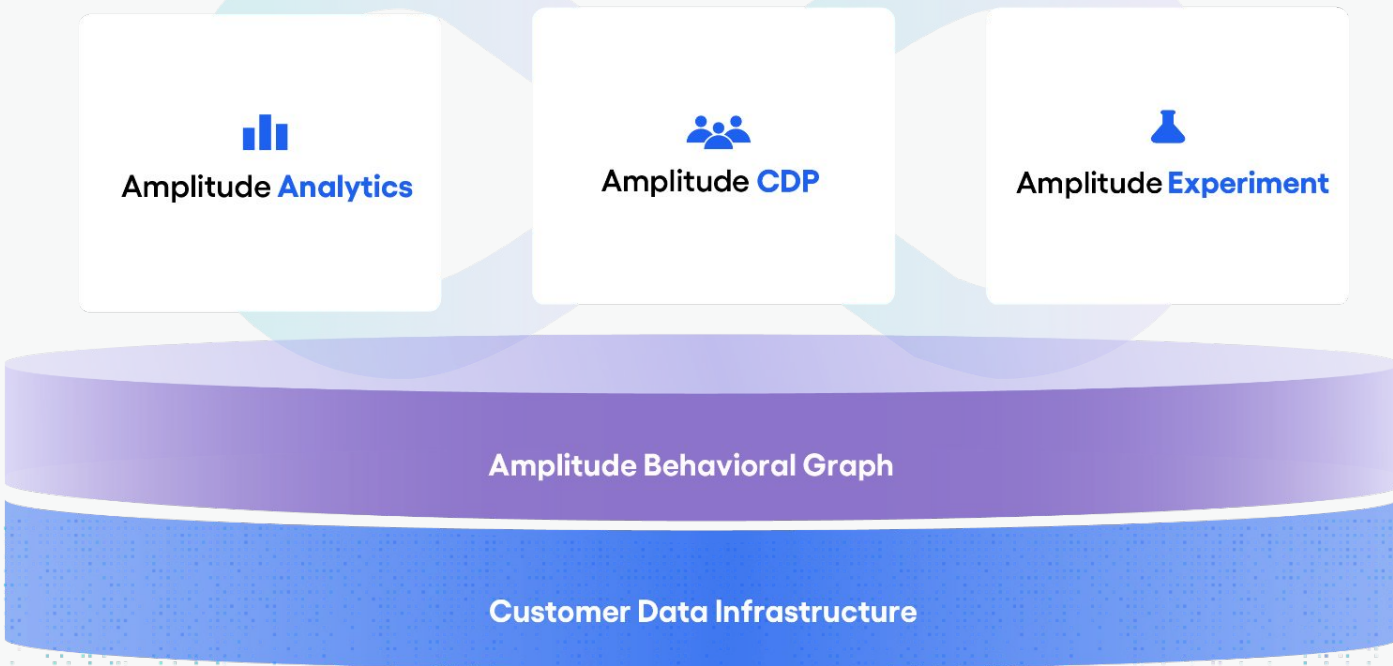 Amplitude Analytics
Amplitude CDP
Amplitude Experiment
Amplitude Behavioral Graph
Customer Data Infrastructure